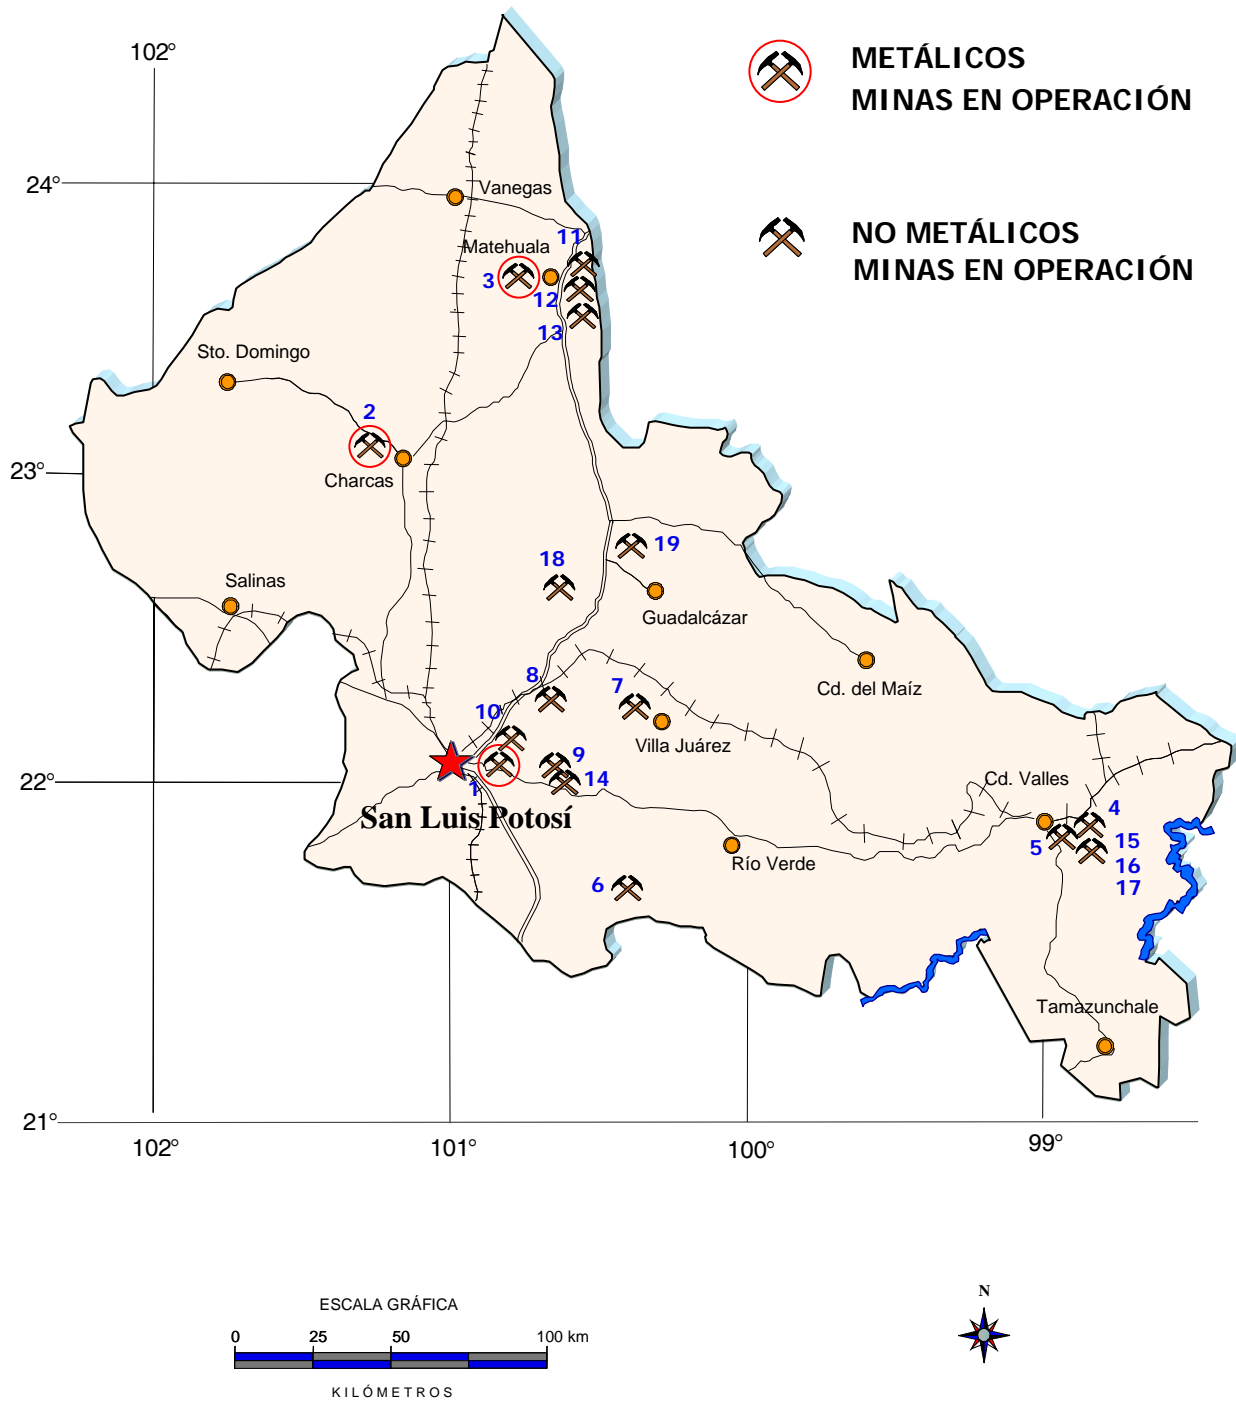 102°
METÁLICOS
MINAS EN OPERACIÓN
24°
Vanegas
NO METÁLICOS
MINAS EN OPERACIÓN
11
Matehuala
3
12
13
Sto. Domingo
2
23°
Charcas
18
19
Salinas
Guadalcázar
8
7
Cd. del Maíz
10
Villa Juárez
9
22°
1
14
Cd. Valles
San Luis Potosí
4
5
15
Río Verde
16
6
17
Tamazunchale
21°
102°
101°
100°
99°
ESCALA GRÁFICA
0 25 50 100 km
KILÓMETROS
N